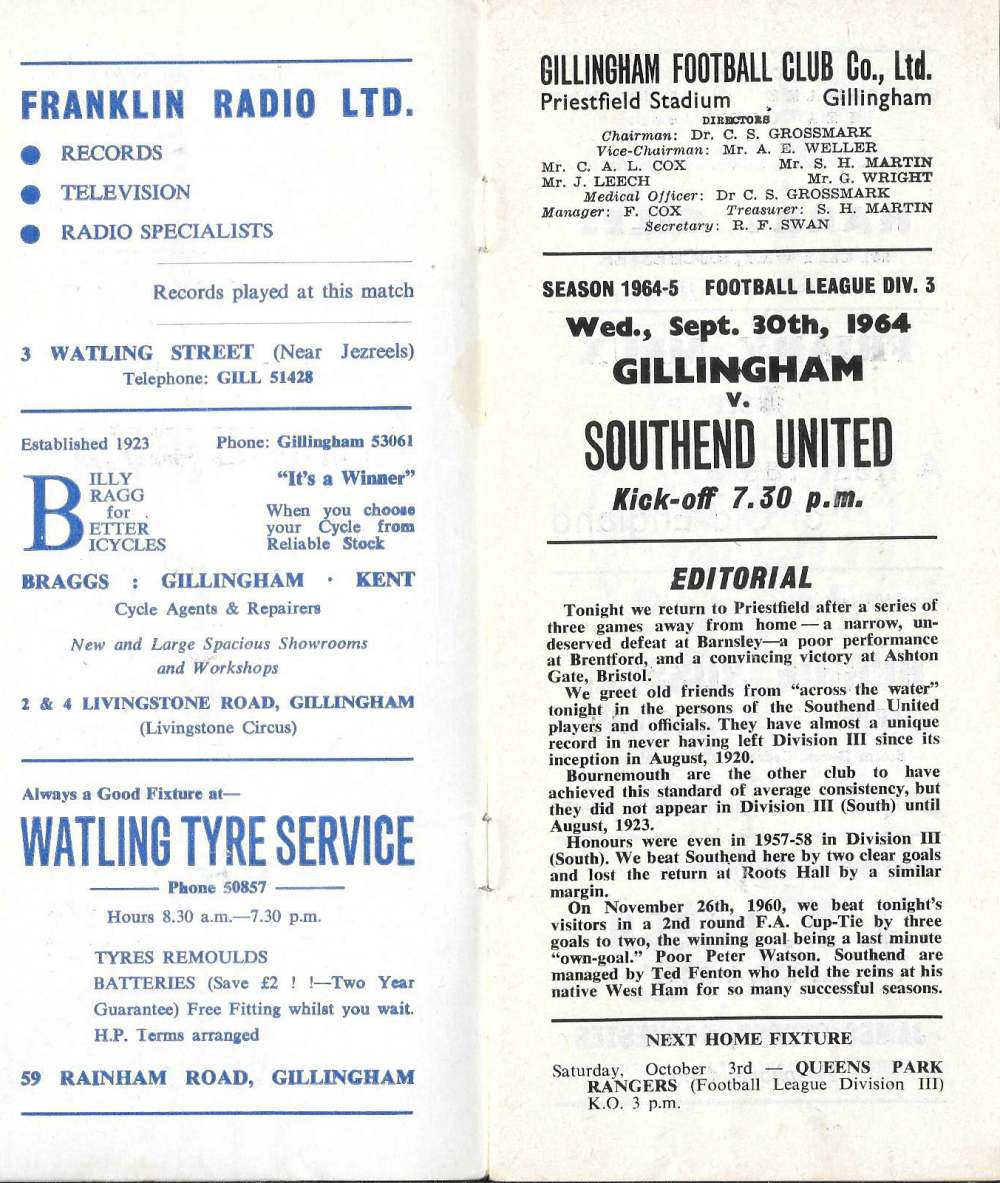 FRANKLIN RADIO LTD.
● RECORDS
● TELEVISION
● RADIO SPECIALISTS
Records played at this match
3 WATLING STREET (Near Jezreels)
Telephone: GILL 51428
Established 1923 Phone: Gillingham 53061
BILLY
RAGG
for
ETTER
ICYCLES
"It's a Winner"
When you choose
your Cycle from
Reliable Stock
BRAGGS : GILLINGHAM · KENT
Cycle Agents & Repairers
New and Large Spacious Showrooms
and Workshops
2 & 4 LIVINGSTONE ROAD, GILLINGHAM
(Livingstone Circus)
Always a Good Fixture at—
WATLING TYRE SERVICE
Phone 50857
Hours 8.30 a.m.—7.30 p.m.
TYRES REMOULDS
BATTERIES (Save £2 ! !—Two Year
Guarantee) Free Fitting whilst you wait.
H.P. Terms arranged
59 RAINHAM ROAD, GILLINGHAM
GILLINGHAM FOOTBALL CLUB Co., Ltd.
Priestfield Stadium Gillingham
DIRECTORS
Chairman: Dr. C. S. GROSSMARK
Vice-Chairman: Mr. A. E. WELLER
Mr. C. A. L. COX Mr. S. H. MARTIN
Mr. J. LEECH Mr. G. WRIGHT
Medical Officer: Dr C. S. GROSSMARK
Manager: F. COX Treasurer: S. H. MARTIN
Secretary: R. F. SWAN
SEASON 1964-5 FOOTBALL LEAGUE DIV. 3
Wed., Sept. 30th, 1964
GILLINGHAM
v.
SOUTHEND UNITED
Kick-off 7.30 p.m.
EDITORIAL
Tonight we return to Priestfield after a series of
three games away from home — a narrow, un-
deserved defeat at Barnsley—a poor performance
at Brentford, and a convincing victory at Ashton
Gate, Bristol.
We greet old friends from "across the water"
tonight in the persons of the Southend United
players and officials. They have almost a unique
record in never having left Division III since its
inception in August, 1920.
Bournemouth are the other club to have
achieved this standard of average consistency, but
they did not appear in Division III (South) until
August, 1923.
Honours were even in 1957-58 in Division III
(South). We beat Southend here by two clear goals
and lost the return at Roots Hall by a similar
margin.
On November 26th, 1960, we beat tonight's
visitors in a 2nd round F.A. Cup-Tie by three
goals to two, the winning goal being a last minute
"own-goal." Poor Peter Watson. Southend are
managed by Ted Fenton who held the reins at his
native West Ham for so many successful seasons.
NEXT HOME FIXTURE
Saturday, October 3rd — QUEENS PARK
RANGERS (Football League Division III)
K.O. 3 p.m.